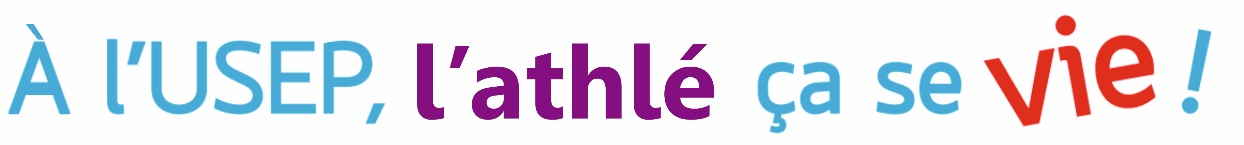 À l'USEP, l'athlé ça se vie !